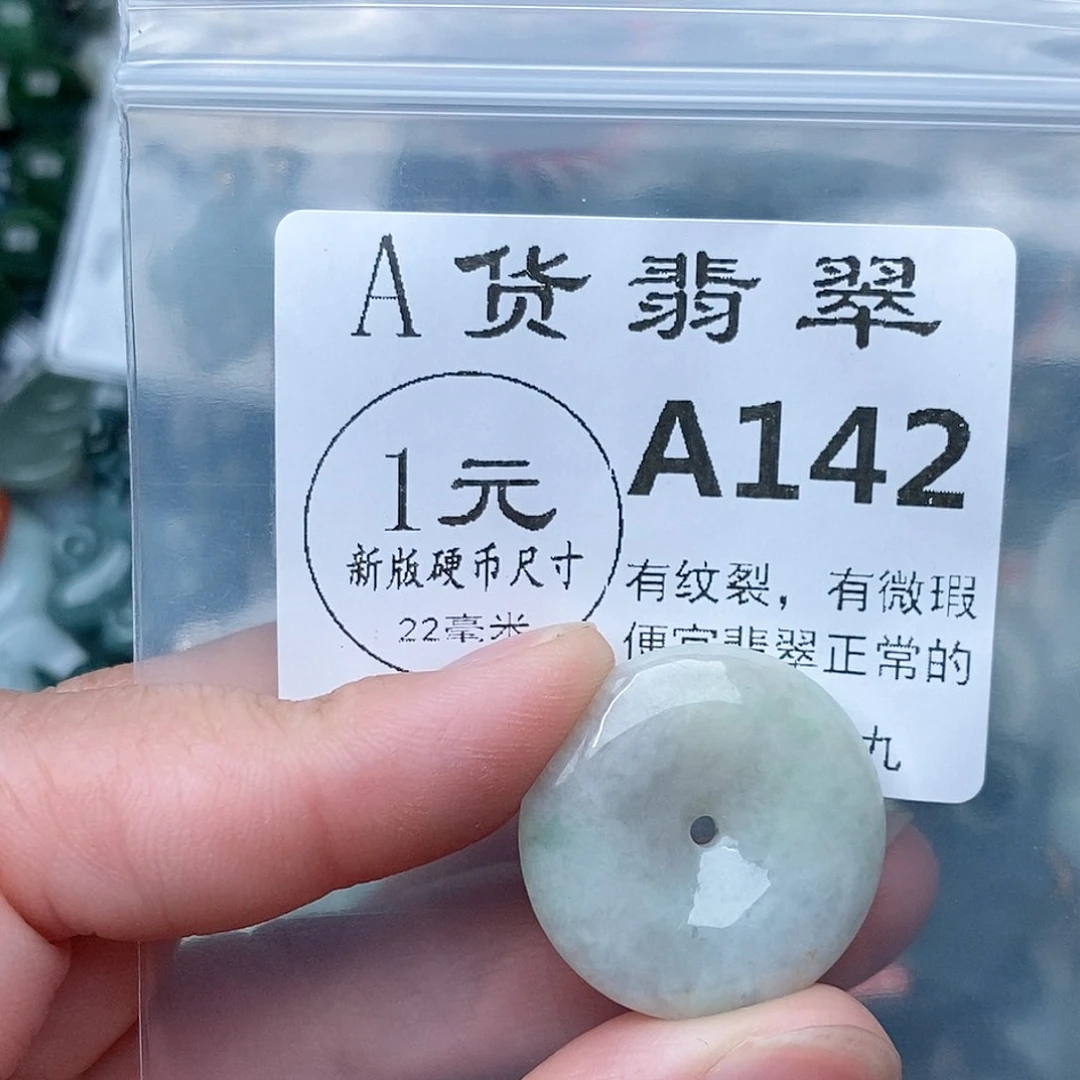 A货翡翠
1元
新版硬币尺寸
22毫米
A142
有纹裂，有微瑕
便宜翡翠正常的
九